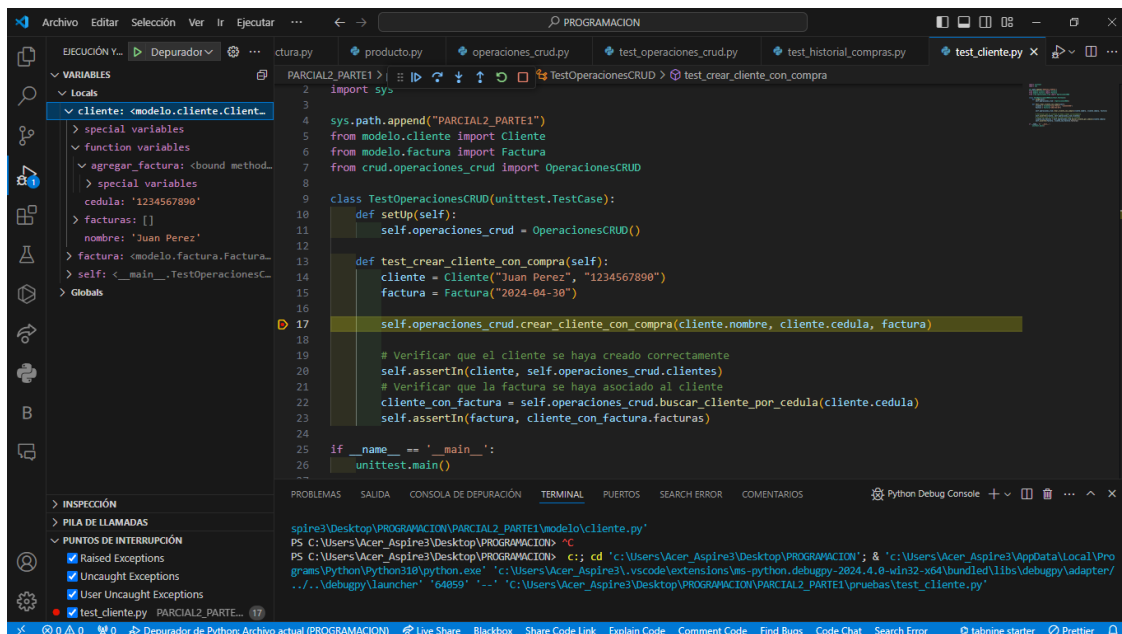 Archivo Editar Selección Ver Ir Ejecutar ··· PROGRAMACION
EJECUCIÓN Y... Depurador ···
ctura.py producto.py operaciones_crud.py test_operaciones_crud.py test_historial_compras.py test_cliente.py
PARCIAL2_PARTE1 > TestOperacionesCRUD > test_crear_cliente_con_compra
VARIABLES
Locals
cliente: <modelo.cliente.Client...
special variables
function variables
agregar_factura: <bound method...
special variables
cedula: '1234567890'
facturas: []
nombre: 'Juan Perez'
factura: <modelo.factura.Factura...
self: <__main__.TestOperacionesC...
Globals
2 import sys
3
4 sys.path.append("PARCIAL2_PARTE1")
5 from modelo.cliente import Cliente
6 from modelo.factura import Factura
7 from crud.operaciones_crud import OperacionesCRUD
8
9 class TestOperacionesCRUD(unittest.TestCase):
10 def setUp(self):
11 self.operaciones_crud = OperacionesCRUD()
12
13 def test_crear_cliente_con_compra(self):
14 cliente = Cliente("Juan Perez", "1234567890")
15 factura = Factura("2024-04-30")
16
17 self.operaciones_crud.crear_cliente_con_compra(cliente.nombre, cliente.cedula, factura)
18
19 # Verificar que el cliente se haya creado correctamente
20 self.assertIn(cliente, self.operaciones_crud.clientes)
21 # Verificar que la factura se haya asociado al cliente
22 cliente_con_factura = self.operaciones_crud.buscar_cliente_por_cedula(cliente.cedula)
23 self.assertIn(factura, cliente_con_factura.facturas)
24
25 if __name__ == '__main__':
26 unittest.main()
INSPECCIÓN
PILA DE LLAMADAS
PUNTOS DE INTERRUPCIÓN
Raised Exceptions
Uncaught Exceptions
User Uncaught Exceptions
test_cliente.py PARCIAL2_PARTE... 17
PROBLEMAS SALIDA CONSOLA DE DEPURACIÓN TERMINAL PUERTOS SEARCH ERROR COMENTARIOS Python Debug Console
spire3\Desktop\PROGRAMACION\PARCIAL2_PARTE1\modelo\cliente.py'
PS C:\Users\Acer_Aspire3\Desktop\PROGRAMACION> ^C
PS C:\Users\Acer_Aspire3\Desktop\PROGRAMACION> c:; cd 'c:\Users\Acer_Aspire3\Desktop\PROGRAMACION'; & 'c:\Users\Acer_Aspire3\AppData\Local\Pro
grams\Python\Python310\python.exe' 'c:\Users\Acer_Aspire3\.vscode\extensions\ms-python.debugpy-2024.4.0-win32-x64\bundled\libs\debugpy\adapter/
../..\debugpy\launcher' '64059' '--' 'C:\Users\Acer_Aspire3\Desktop\PROGRAMACION\PARCIAL2_PARTE1\pruebas\test_cliente.py'
0 0 0 Depurador de Python: Archivo actual (PROGRAMACION) Live Share Blackbox Share Code Link Explain Code Comment Code Find Bugs Code Chat Search Error tabnine starter Prettier